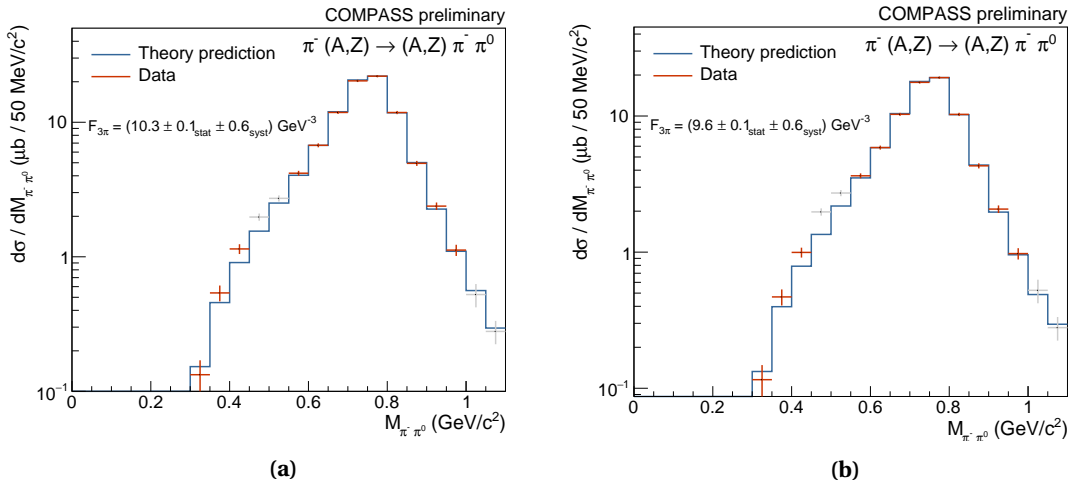 COMPASS preliminary
π⁻ (A,Z) → (A,Z) π⁻ π⁰
Theory prediction
Data
F₃π = (10.3 ± 0.1stat ± 0.6syst) GeV⁻³
dσ / dMπ⁻ π⁰ (μb / 50 MeV/c²)
10
1
10⁻¹
0 0.2 0.4 0.6 0.8 1
Mπ⁻ π⁰ (GeV/c²)
(a)
COMPASS preliminary
π⁻ (A,Z) → (A,Z) π⁻ π⁰
Theory prediction
Data
F₃π = (9.6 ± 0.1stat ± 0.6syst) GeV⁻³
dσ / dMπ⁻ π⁰ (μb / 50 MeV/c²)
10
1
10⁻¹
0 0.2 0.4 0.6 0.8 1
Mπ⁻ π⁰ (GeV/c²)
(b)